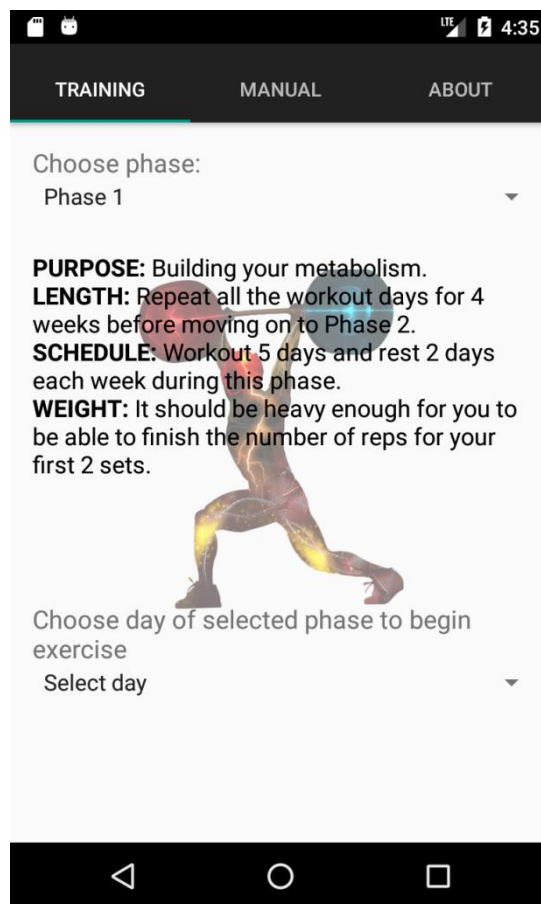 LTE 4:35
TRAINING MANUAL ABOUT
Choose phase:
Phase 1
PURPOSE: Building your metabolism.
LENGTH: Repeat all the workout days for 4
weeks before moving on to Phase 2.
SCHEDULE: Workout 5 days and rest 2 days
each week during this phase.
WEIGHT: It should be heavy enough for you to
be able to finish the number of reps for your
first 2 sets.
Choose day of selected phase to begin
exercise
Select day